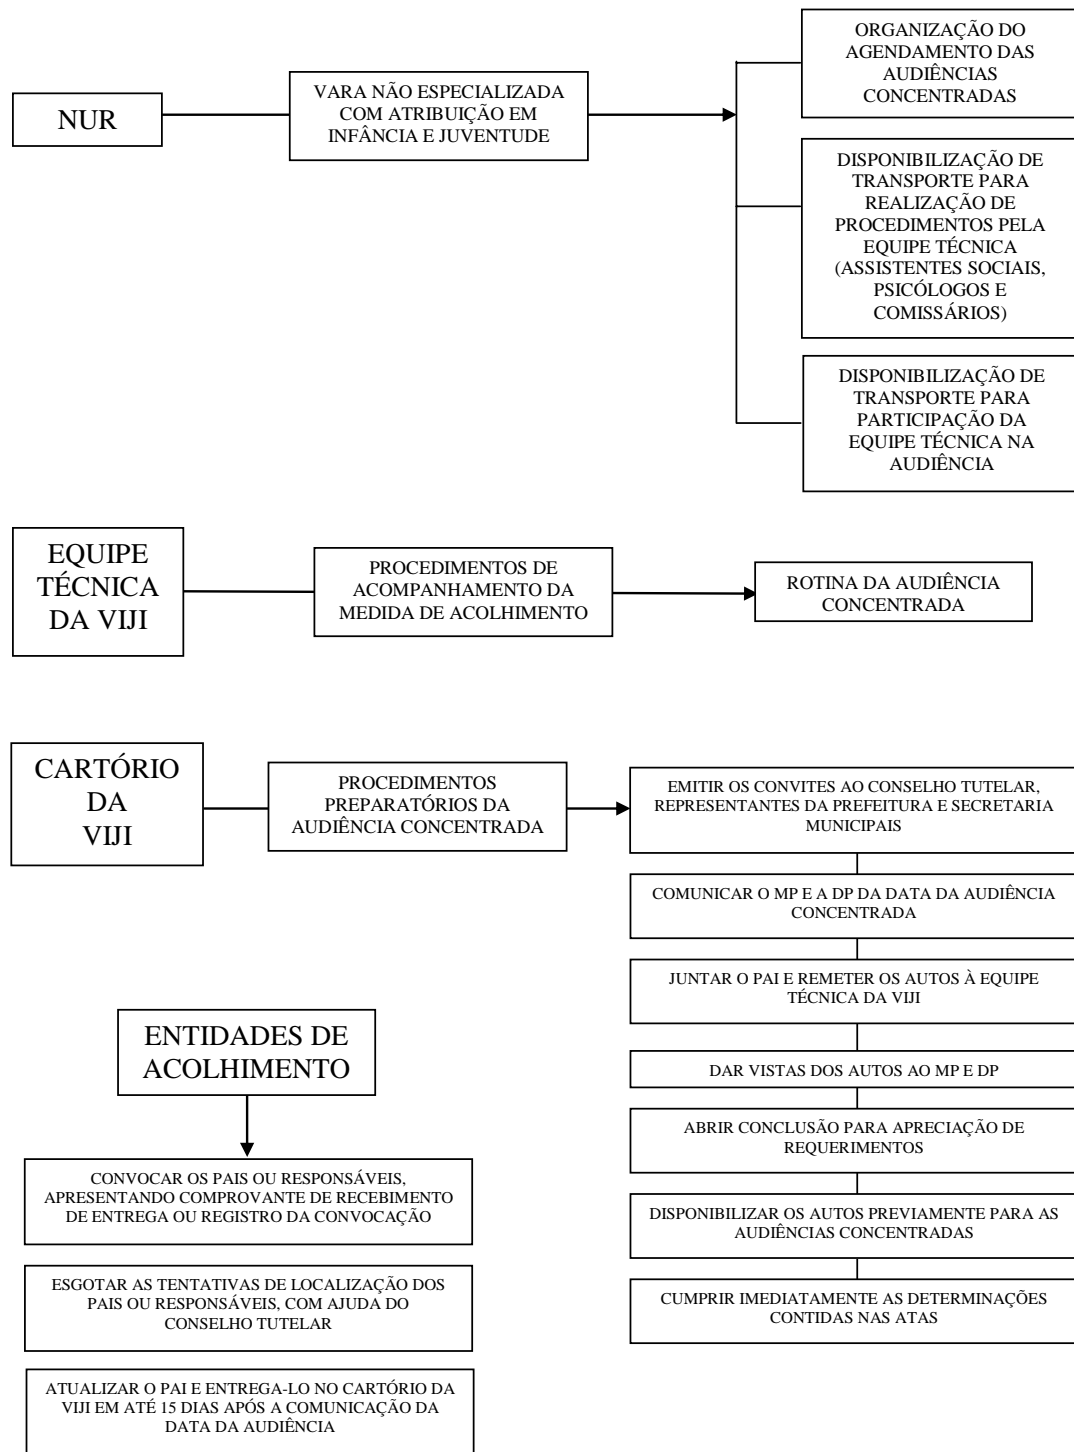 NUR
VARA NÃO ESPECIALIZADA
COM ATRIBUIÇÃO EM
INFÂNCIA E JUVENTUDE
ORGANIZAÇÃO DO
AGENDAMENTO DAS
AUDIÊNCIAS
CONCENTRADAS
DISPONIBILIZAÇÃO DE
TRANSPORTE PARA
REALIZAÇÃO DE
PROCEDIMENTOS PELA
EQUIPE TÉCNICA
(ASSISTENTES SOCIAIS,
PSICÓLOGOS E
COMISSÁRIOS)
DISPONIBILIZAÇÃO DE
TRANSPORTE PARA
PARTICIPAÇÃO DA
EQUIPE TÉCNICA NA
AUDIÊNCIA
EQUIPE
TÉCNICA
DA VIJI
PROCEDIMENTOS DE
ACOMPANHAMENTO DA
MEDIDA DE ACOLHIMENTO
ROTINA DA AUDIÊNCIA
CONCENTRADA
CARTÓRIO
DA
VIJI
PROCEDIMENTOS
PREPARATÓRIOS DA
AUDIÊNCIA CONCENTRADA
EMITIR OS CONVITES AO CONSELHO TUTELAR,
REPRESENTANTES DA PREFEITURA E SECRETARIA
MUNICIPAIS
COMUNICAR O MP E A DP DA DATA DA AUDIÊNCIA
CONCENTRADA
JUNTAR O PAI E REMETER OS AUTOS À EQUIPE
TÉCNICA DA VIJI
DAR VISTAS DOS AUTOS AO MP E DP
ABRIR CONCLUSÃO PARA APRECIAÇÃO DE
REQUERIMENTOS
DISPONIBILIZAR OS AUTOS PREVIAMENTE PARA AS
AUDIÊNCIAS CONCENTRADAS
CUMPRIR IMEDIATAMENTE AS DETERMINAÇÕES
CONTIDAS NAS ATAS
ENTIDADES DE
ACOLHIMENTO
CONVOCAR OS PAIS OU RESPONSÁVEIS,
APRESENTANDO COMPROVANTE DE RECEBIMENTO
DE ENTREGA OU REGISTRO DA CONVOCAÇÃO
ESGOTAR AS TENTATIVAS DE LOCALIZAÇÃO DOS
PAIS OU RESPONSÁVEIS, COM AJUDA DO
CONSELHO TUTELAR
ATUALIZAR O PAI E ENTREGA-LO NO CARTÓRIO DA
VIJI EM ATÉ 15 DIAS APÓS A COMUNICAÇÃO DA
DATA DA AUDIÊNCIA